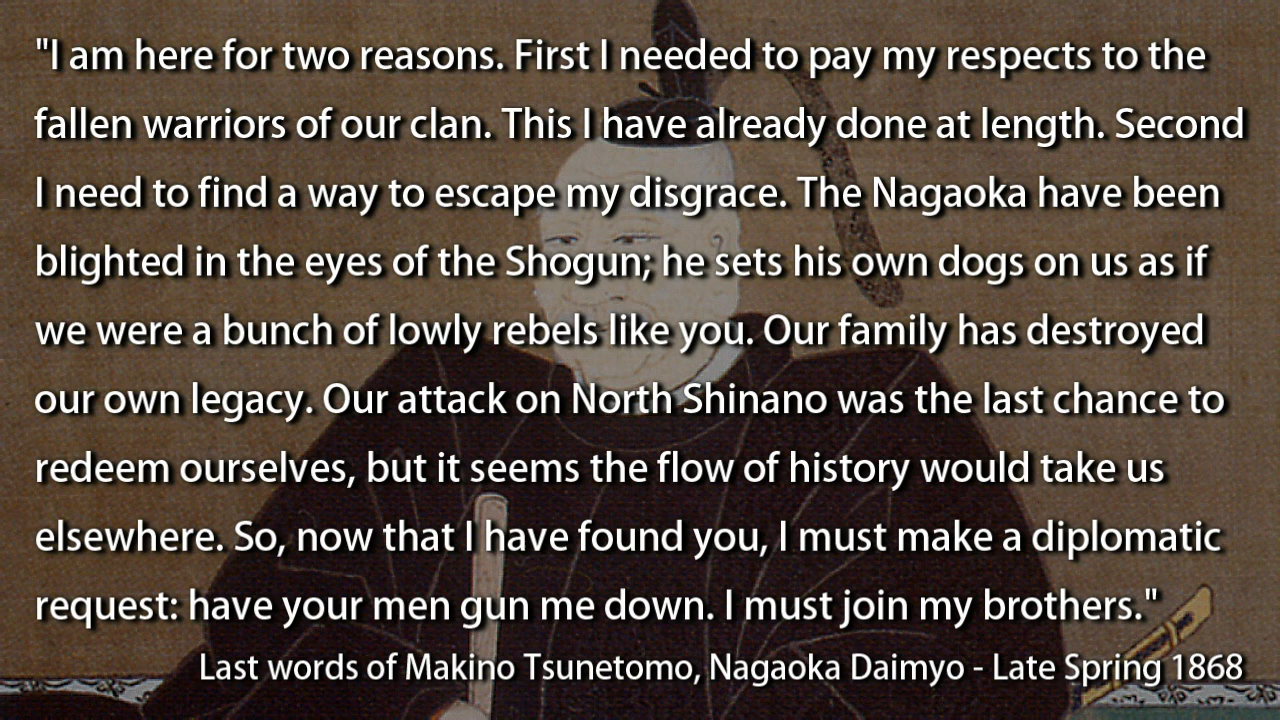 "I am here for two reasons. First I needed to pay my respects to the
fallen warriors of our clan. This I have already done at length. Second
I need to find a way to escape my disgrace. The Nagaoka have been
blighted in the eyes of the Shogun; he sets his own dogs on us as if
we were a bunch of lowly rebels like you. Our family has destroyed
our own legacy. Our attack on North Shinano was the last chance to
redeem ourselves, but it seems the flow of history would take us
elsewhere. So, now that I have found you, I must make a diplomatic
request: have your men gun me down. I must join my brothers."
Last words of Makino Tsunetomo, Nagaoka Daimyo - Late Spring 1868